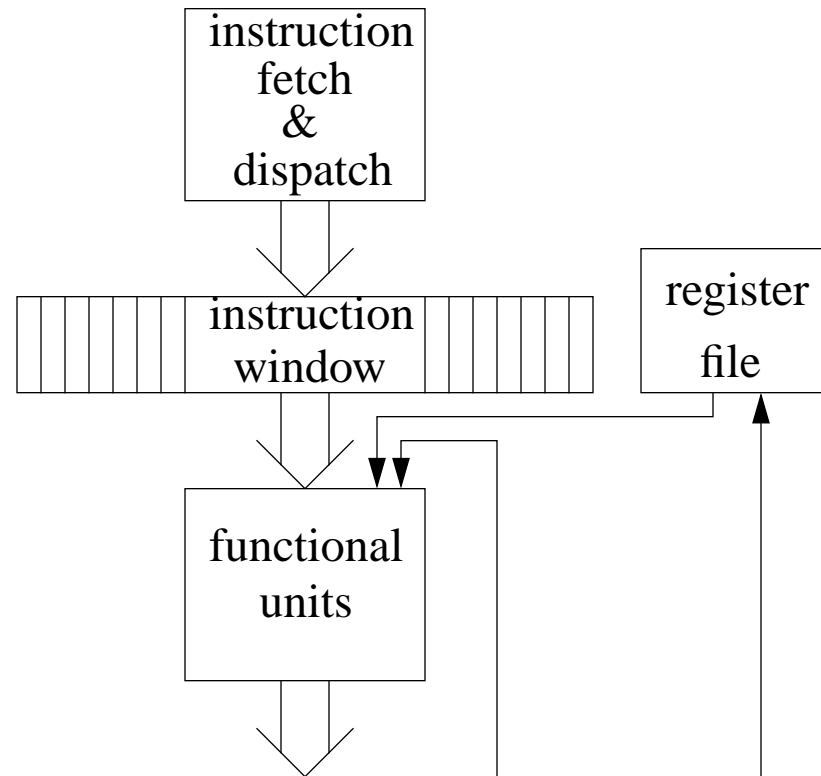 instruction
fetch
&
dispatch
instruction
window
register
file
functional
units